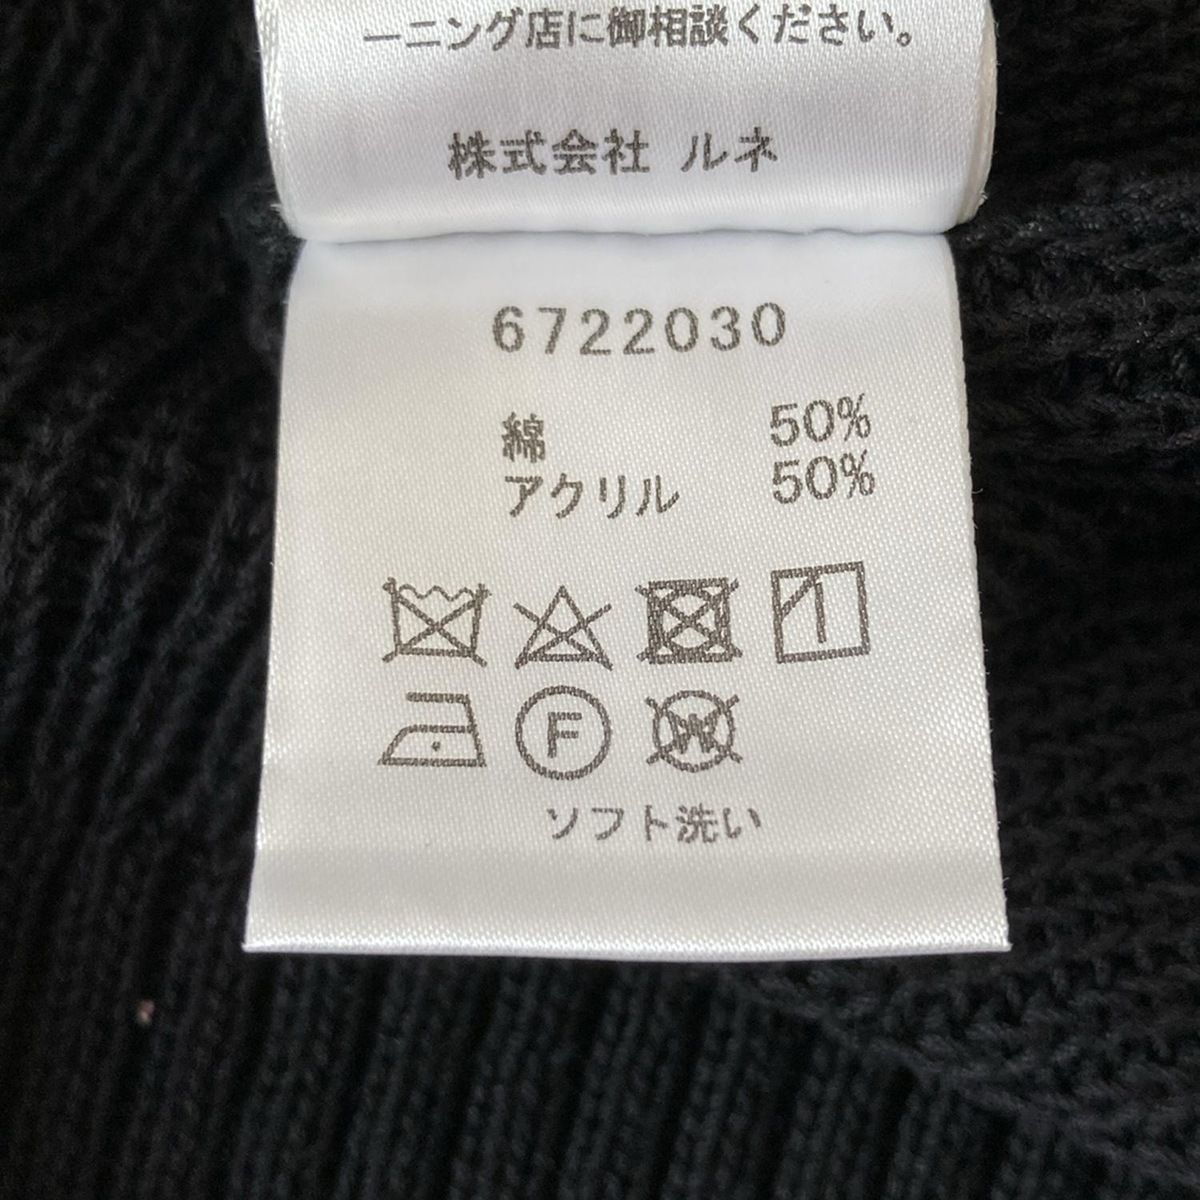 ーニング店に御相談ください。
株式会社 ルネ
6722030
綿 50%
アクリル 50%
F W
ソフト洗い